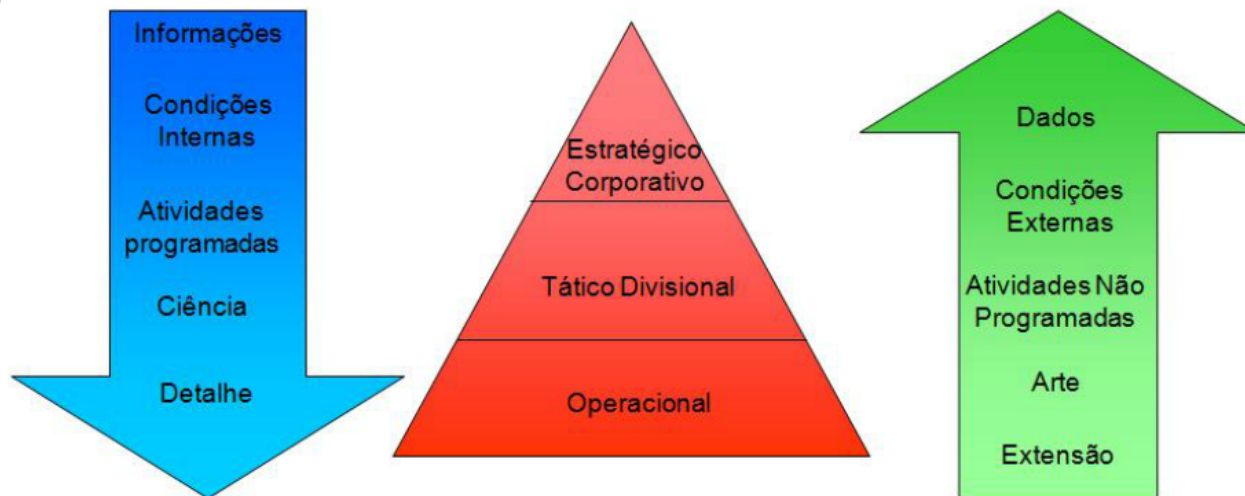 Informações
Condições
Internas
Atividades
programadas
Ciência
Detalhe
Estratégico
Corporativo
Tático Divisional
Operacional
Dados
Condições
Externas
Atividades Não
Programadas
Arte
Extensão